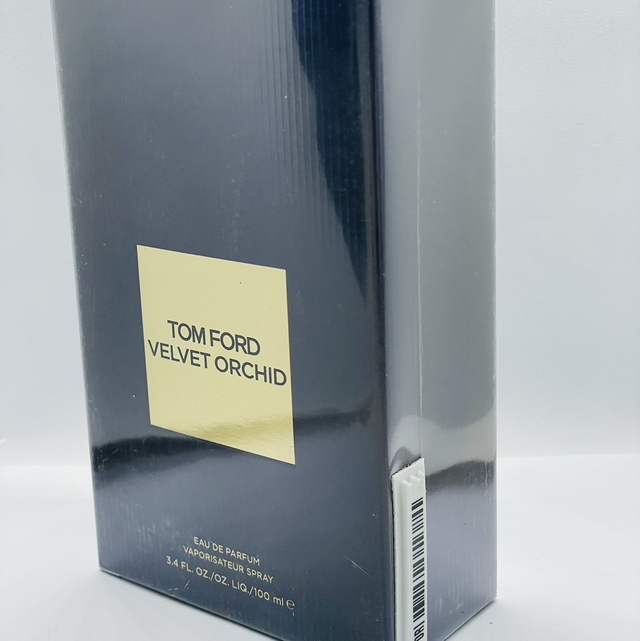 TOM FORD
VELVET ORCHID
EAU DE PARFUM
VAPORISATEUR SPRAY
3.4 FL. OZ./OZ. LIQ./100 ml ℮